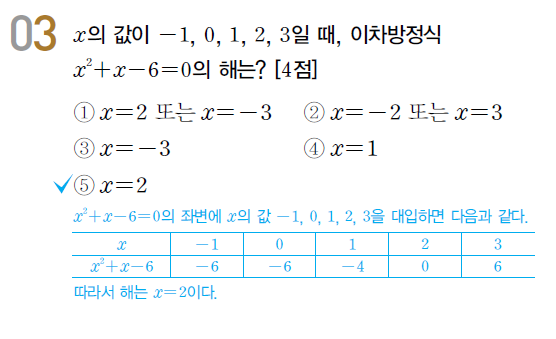 03 x의 값이 −1, 0, 1, 2, 3일 때, 이차방정식
x²+x−6=0의 해는? [4점]
① x=2 또는 x=−3 ② x=−2 또는 x=3
③ x=−3 ④ x=1
⑤ x=2
x²+x−6=0의 좌변에 x의 값 −1, 0, 1, 2, 3을 대입하면 다음과 같다.
x −1 0 1 2 3
x²+x−6 −6 −6 −4 0 6
따라서 해는 x=2이다.